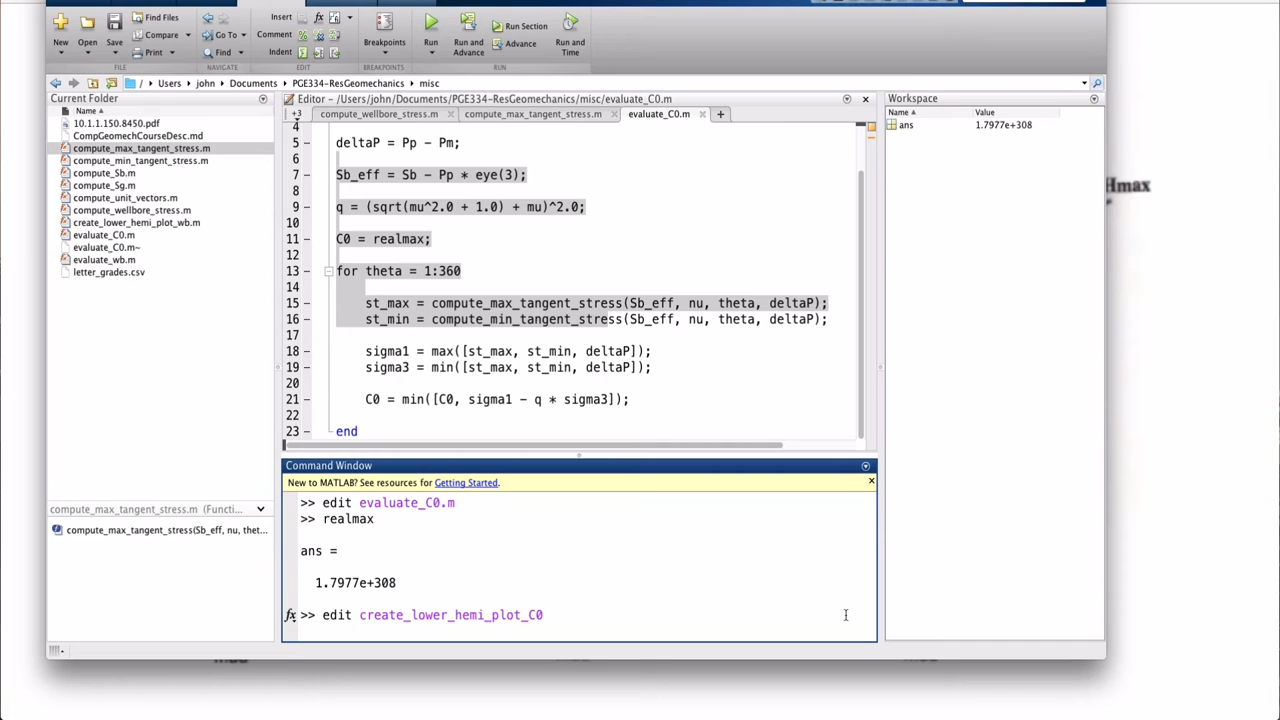 Find Files
Compare
Print
New
Open
Save
FILE
Go To
Find
NAVIGATE
Insert
Comment
Indent
fx
EDIT
Breakpoints
BREAKPOINTS
Run
Run and
Advance
Run Section
Advance
Run and
Time
RUN
/ Users john Documents PGE334-ResGeomechanics misc
Current Folder
Name
10.1.1.150.8450.pdf
CompGeomechCourseDesc.md
compute_max_tangent_stress.m
compute_min_tangent_stress.m
compute_Sb.m
compute_Sg.m
compute_unit_vectors.m
compute_wellbore_stress.m
create_lower_hemi_plot_wb.m
evaluate_C0.m
evaluate_C0.m~
evaluate_wb.m
letter_grades.csv
compute_max_tangent_stress.m (Functi...
compute_max_tangent_stress(Sb_eff, nu, thet...
Editor - /Users/john/Documents/PGE334-ResGeomechanics/misc/evaluate_C0.m
+3 compute_wellbore_stress.m compute_max_tangent_stress.m evaluate_C0.m
4
5 deltaP = Pp - Pm;
6
7 Sb_eff = Sb - Pp * eye(3);
8
9 q = (sqrt(mu^2.0 + 1.0) + mu)^2.0;
10
11 C0 = realmax;
12
13 for theta = 1:360
14
15 st_max = compute_max_tangent_stress(Sb_eff, nu, theta, deltaP);
16 st_min = compute_min_tangent_stress(Sb_eff, nu, theta, deltaP);
17
18 sigma1 = max([st_max, st_min, deltaP]);
19 sigma3 = min([st_max, st_min, deltaP]);
20
21 C0 = min([C0, sigma1 - q * sigma3]);
22
23 end
Command Window
New to MATLAB? See resources for Getting Started.
>> edit evaluate_C0.m
>> realmax
ans =
1.7977e+308
fx >> edit create_lower_hemi_plot_C0
Workspace
Name Value
ans 1.7977e+308
Hmax